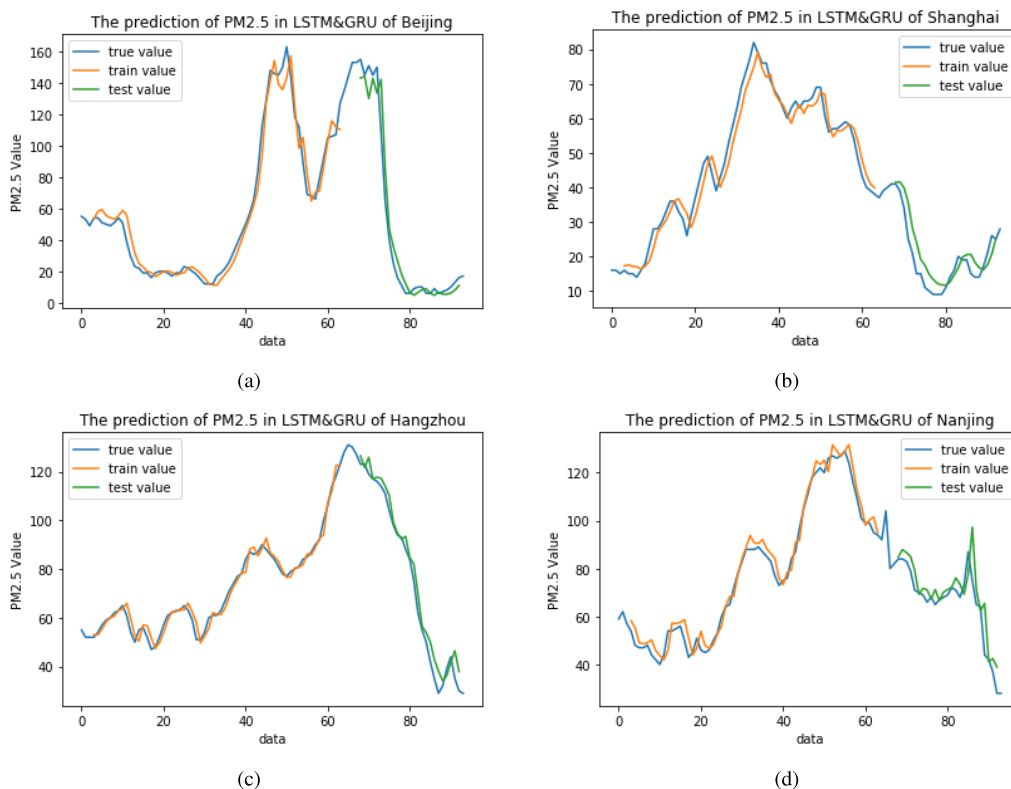 The prediction of PM2.5 in LSTM&GRU of Beijing
160
140
120
100
80
60
40
20
0
PM2.5 Value
true value
train value
test value
0 20 40 60 80
data
(a)
The prediction of PM2.5 in LSTM&GRU of Shanghai
80
70
60
50
40
30
20
10
PM2.5 Value
true value
train value
test value
0 20 40 60 80
data
(b)
The prediction of PM2.5 in LSTM&GRU of Hangzhou
120
100
80
60
40
PM2.5 Value
true value
train value
test value
0 20 40 60 80
data
(c)
The prediction of PM2.5 in LSTM&GRU of Nanjing
120
100
80
60
40
PM2.5 Value
true value
train value
test value
0 20 40 60 80
data
(d)